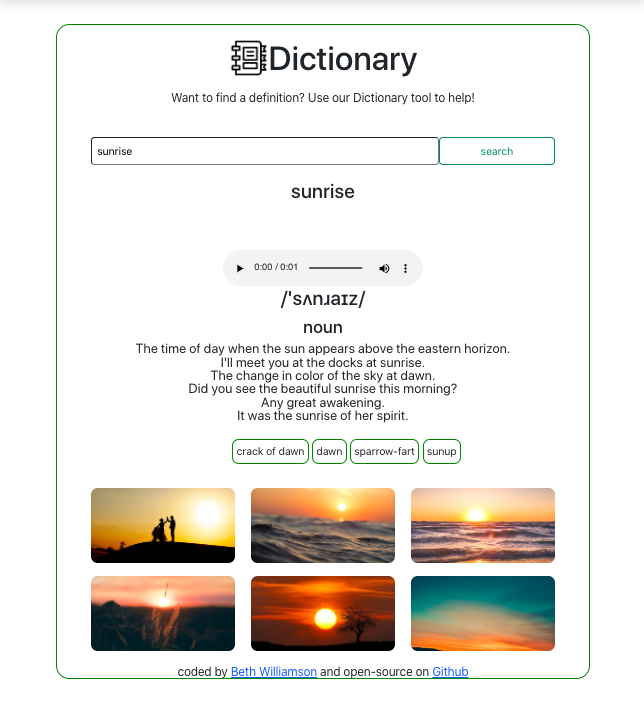 Dictionary
Want to find a definition? Use our Dictionary tool to help!
sunrise
search
sunrise
0:00 / 0:01
/ˈsʌnɹaɪz/
noun
The time of day when the sun appears above the eastern horizon.
I'll meet you at the docks at sunrise.
The change in color of the sky at dawn.
Did you see the beautiful sunrise this morning?
Any great awakening.
It was the sunrise of her spirit.
crack of dawn
dawn
sparrow-fart
sunup
coded by Beth Williamson and open-source on Github